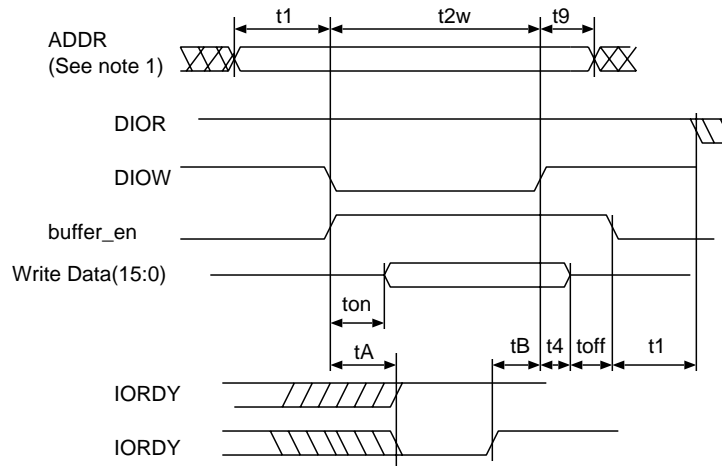 t1 t2w t9
ADDR
(See note 1)
DIOR
DIOW
buffer_en
Write Data(15:0)
ton
tA tB t4 toff t1
IORDY
IORDY